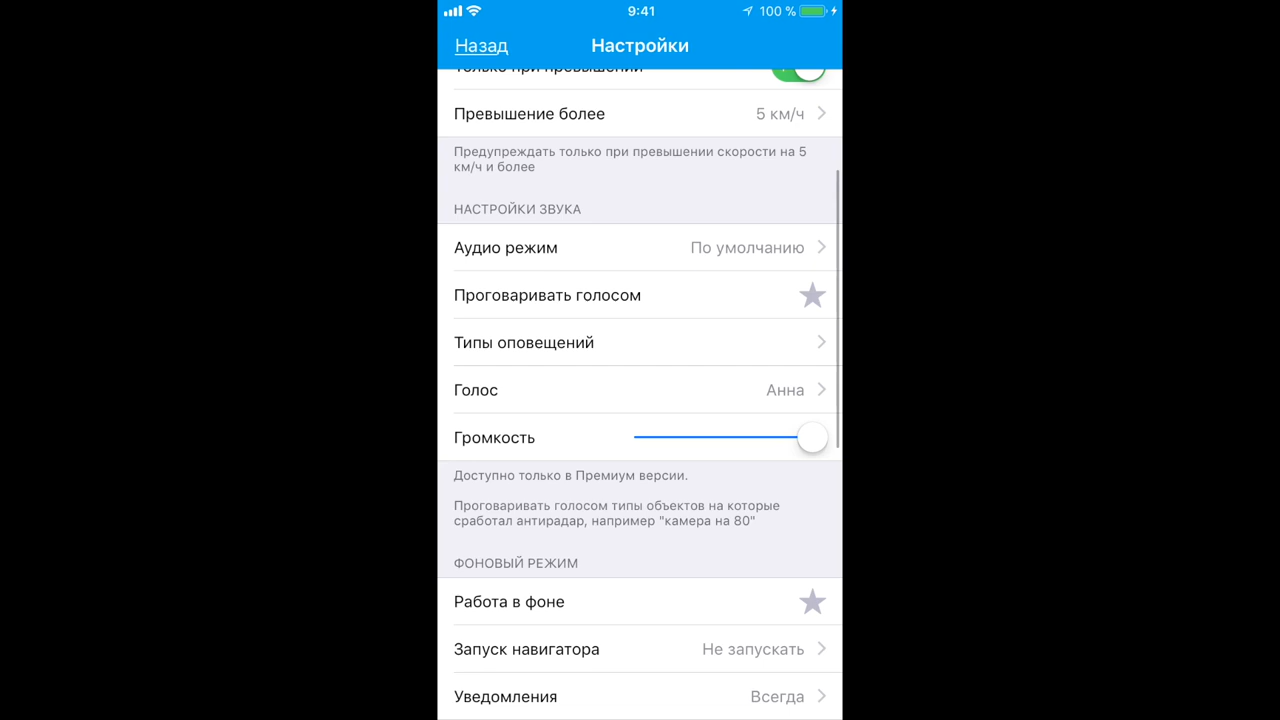 9:41
100 %
Назад
Настройки
Только при превышении
Превышение более
5 км/ч
Предупреждать только при превышении скорости на 5
км/ч и более
НАСТРОЙКИ ЗВУКА
Аудио режим
По умолчанию
Проговаривать голосом
Типы оповещений
Голос
Анна
Громкость
Доступно только в Премиум версии.
Проговаривать голосом типы объектов на которые
сработал антирадар, например "камера на 80"
ФОНОВЫЙ РЕЖИМ
Работа в фоне
Запуск навигатора
Не запускать
Уведомления
Всегда